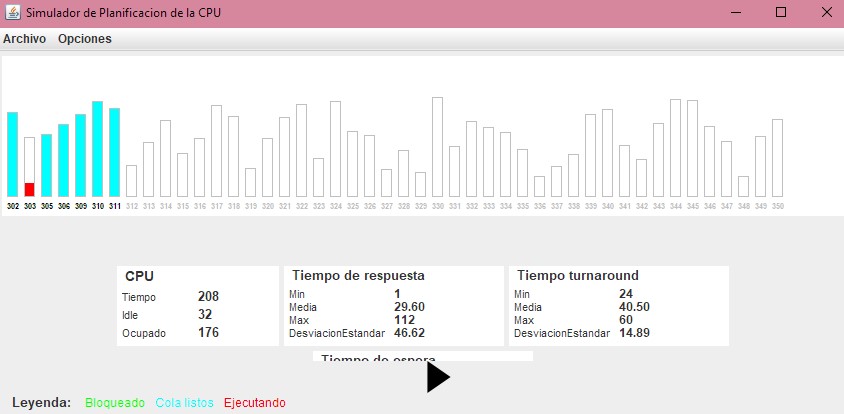 Simulador de Planificacion de la CPU
Archivo Opciones
302 303 305 306 309 310 311 312 313 314 315 316 317 318 319 320 321 322 323 324 325 326 327 328 329 330 331 332 333 334 335 336 337 338 339 340 341 342 343 344 345 346 347 348 349 350
CPU
Tiempo 208
Idle 32
Ocupado 176
Tiempo de respuesta
Min 1
Media 29.60
Max 112
DesviacionEstandar 46.62
Tiempo turnaround
Min 24
Media 40.50
Max 60
DesviacionEstandar 14.89
Tiempo de espera
Leyenda: Bloqueado Cola listos Ejecutando